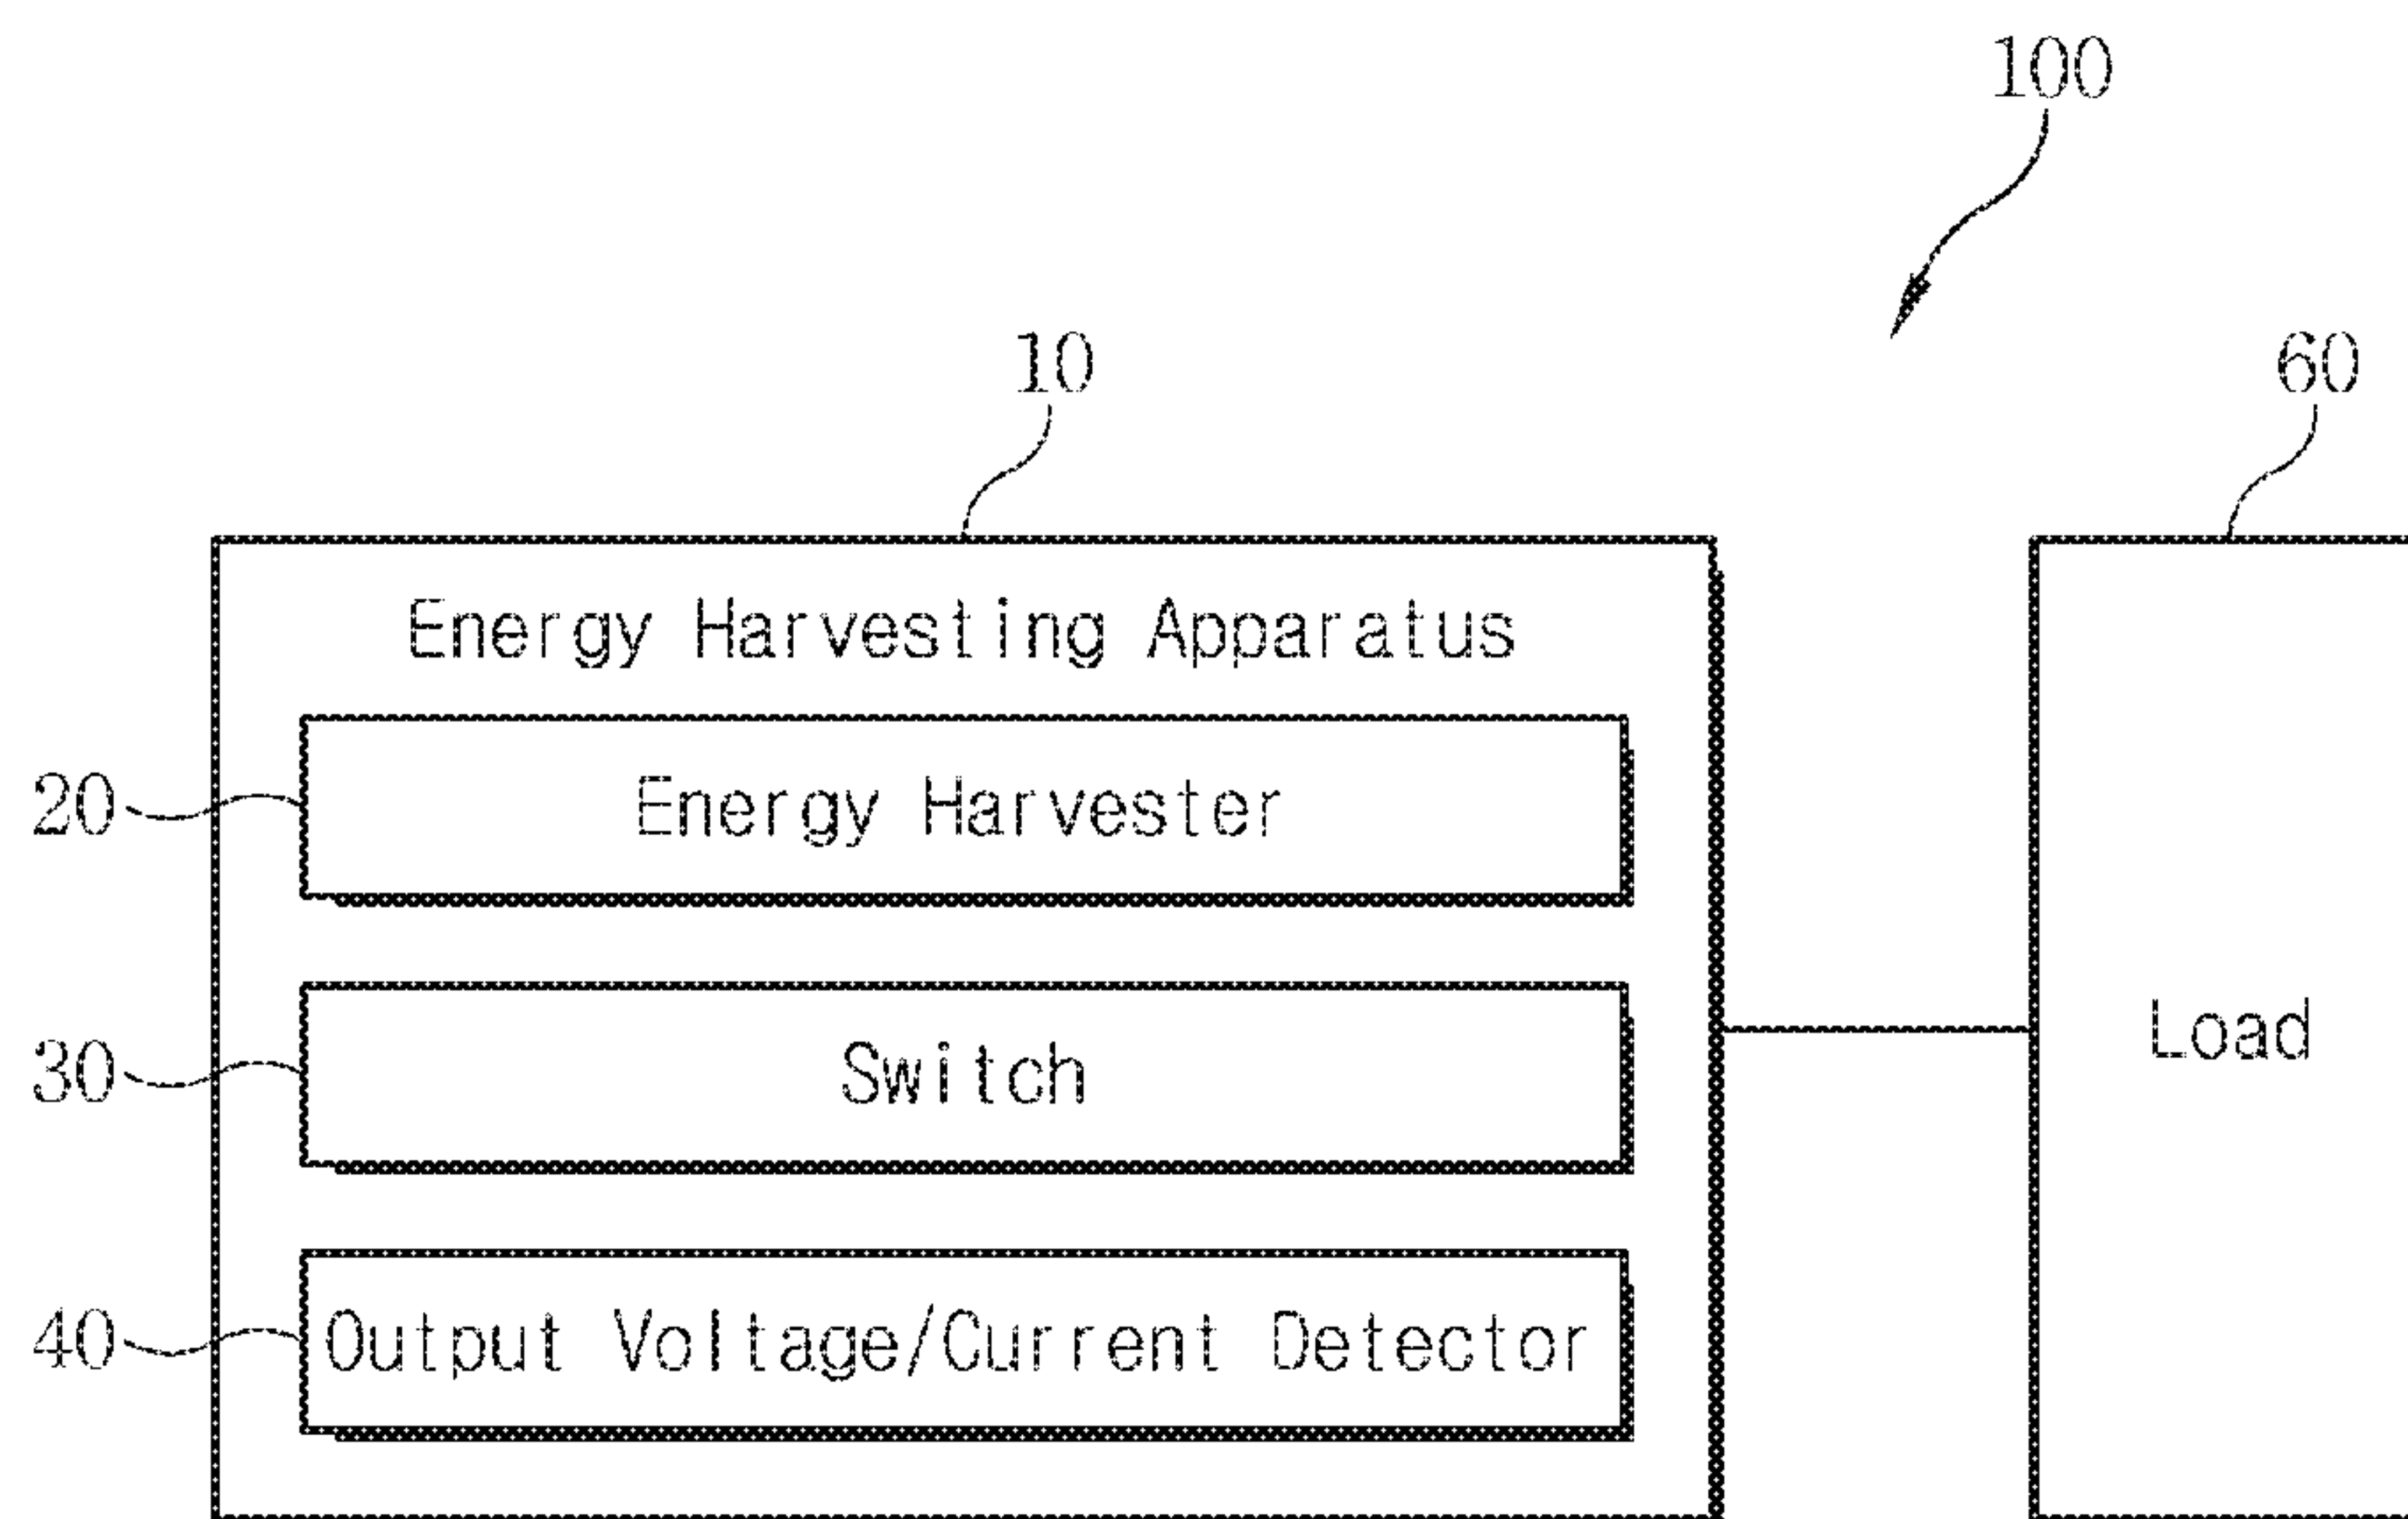 100
10
60
Energy Harvesting Apparatus
20
Energy Harvester
30
Switch
Load
40
Output Voltage/Current Detector